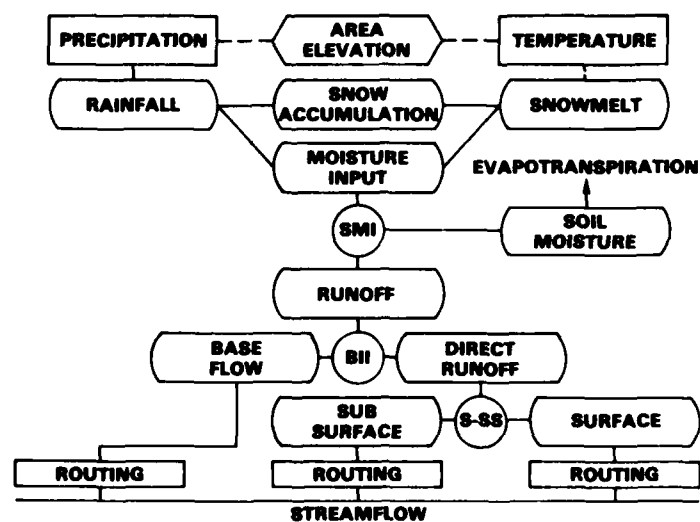 PRECIPITATION
AREA
ELEVATION
TEMPERATURE
RAINFALL
SNOW
ACCUMULATION
SNOWMELT
MOISTURE
INPUT
EVAPOTRANSPIRATION
SMI
SOIL
MOISTURE
RUNOFF
BASE
FLOW
BII
DIRECT
RUNOFF
SUB
SURFACE
S-SS
SURFACE
ROUTING
ROUTING
ROUTING
STREAMFLOW